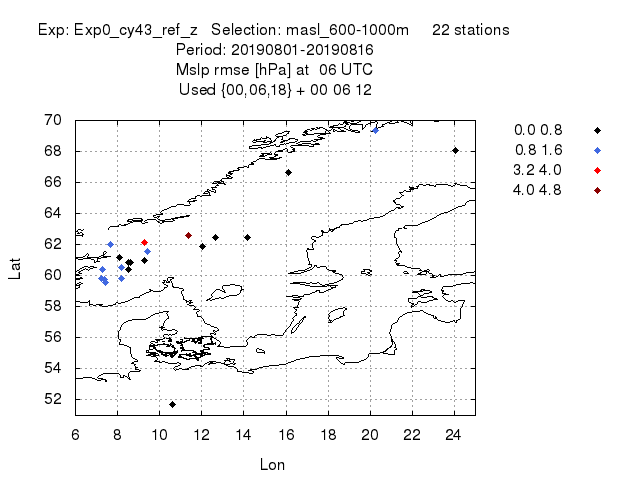 Exp: Exp0_cy43_ref_z   Selection: masl_600-1000m   22 stations
Period: 20190801-20190816
Mslp rmse [hPa] at  06 UTC
Used {00,06,18} + 00 06 12
0.0 0.8
0.8 1.6
3.2 4.0
4.0 4.8
70
68
66
64
62
60
58
56
54
52
Lat
6 8 10 12 14 16 18 20 22 24
Lon